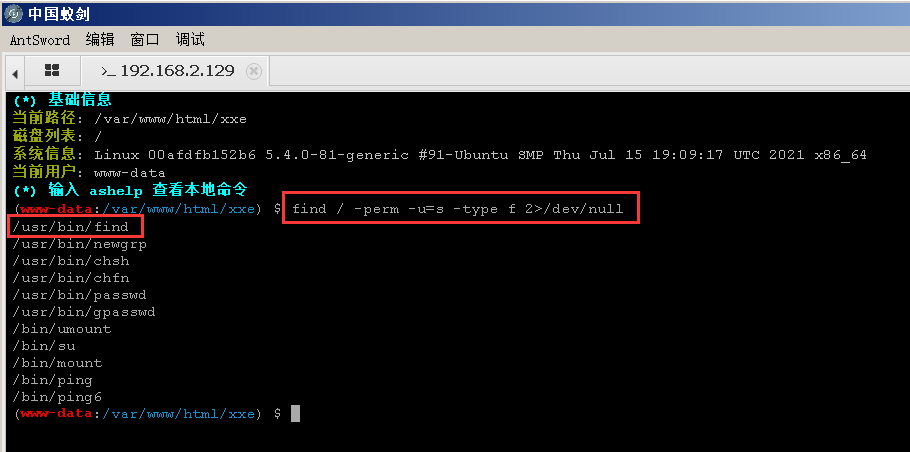 中国蚁剑
AntSword 编辑 窗口 调试
>_ 192.168.2.129
(*) 基础信息
当前路径: /var/www/html/xxe
磁盘列表: /
系统信息: Linux 00afdfb152b6 5.4.0-81-generic #91-Ubuntu SMP Thu Jul 15 19:09:17 UTC 2021 x86_64
当前用户: www-data
(*) 输入 ashelp 查看本地命令
(www-data:/var/www/html/xxe) $ find / -perm -u=s -type f 2>/dev/null
/usr/bin/find
/usr/bin/newgrp
/usr/bin/chsh
/usr/bin/chfn
/usr/bin/passwd
/usr/bin/gpasswd
/bin/umount
/bin/su
/bin/mount
/bin/ping
/bin/ping6
(www-data:/var/www/html/xxe) $